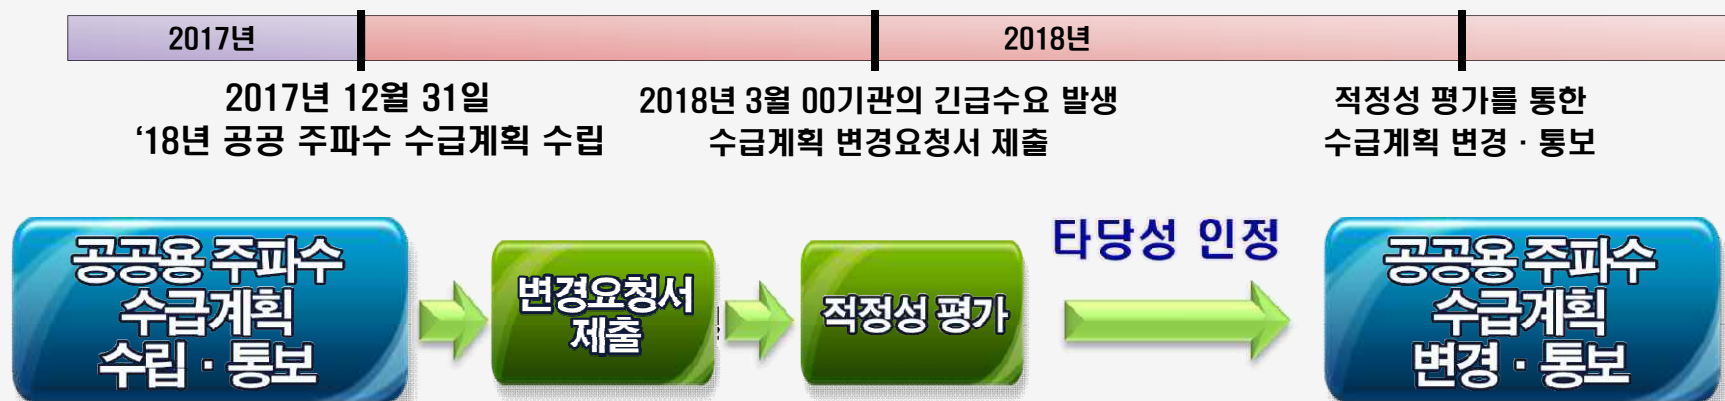 2017년
2018년
2017년 12월 31일
‘18년 공공 주파수 수급계획 수립
2018년 3월 00기관의 긴급수요 발생
수급계획 변경요청서 제출
적정성 평가를 통한
수급계획 변경 · 통보
공공용 주파수
수급계획
수립 · 통보
변경요청서
제출
적정성 평가
타당성 인정
공공용 주파수
수급계획
변경 · 통보